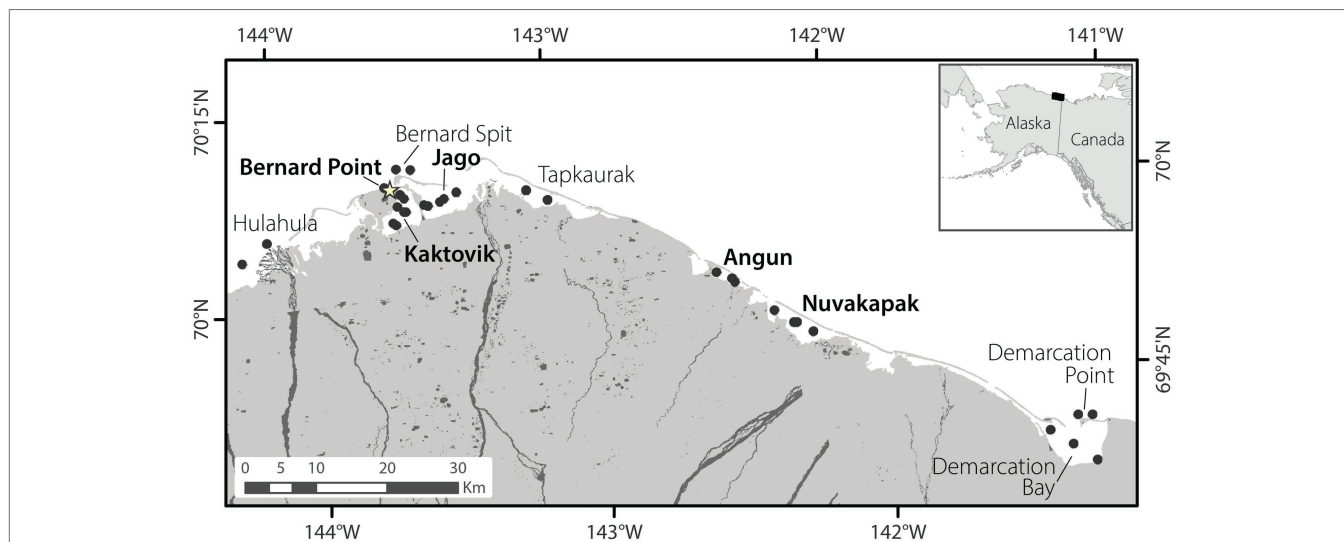 144°W 143°W 142°W 141°W
70°15'N
70°N
Alaska
Canada
Bernard Spit
Bernard Point
Jago
Tapkaurak
Hulahula
Kaktovik
Angun
Nuvakapak
70°N
69°45'N
Demarcation
Point
Demarcation
Bay
0 5 10 20 30
Km
144°W 143°W 142°W